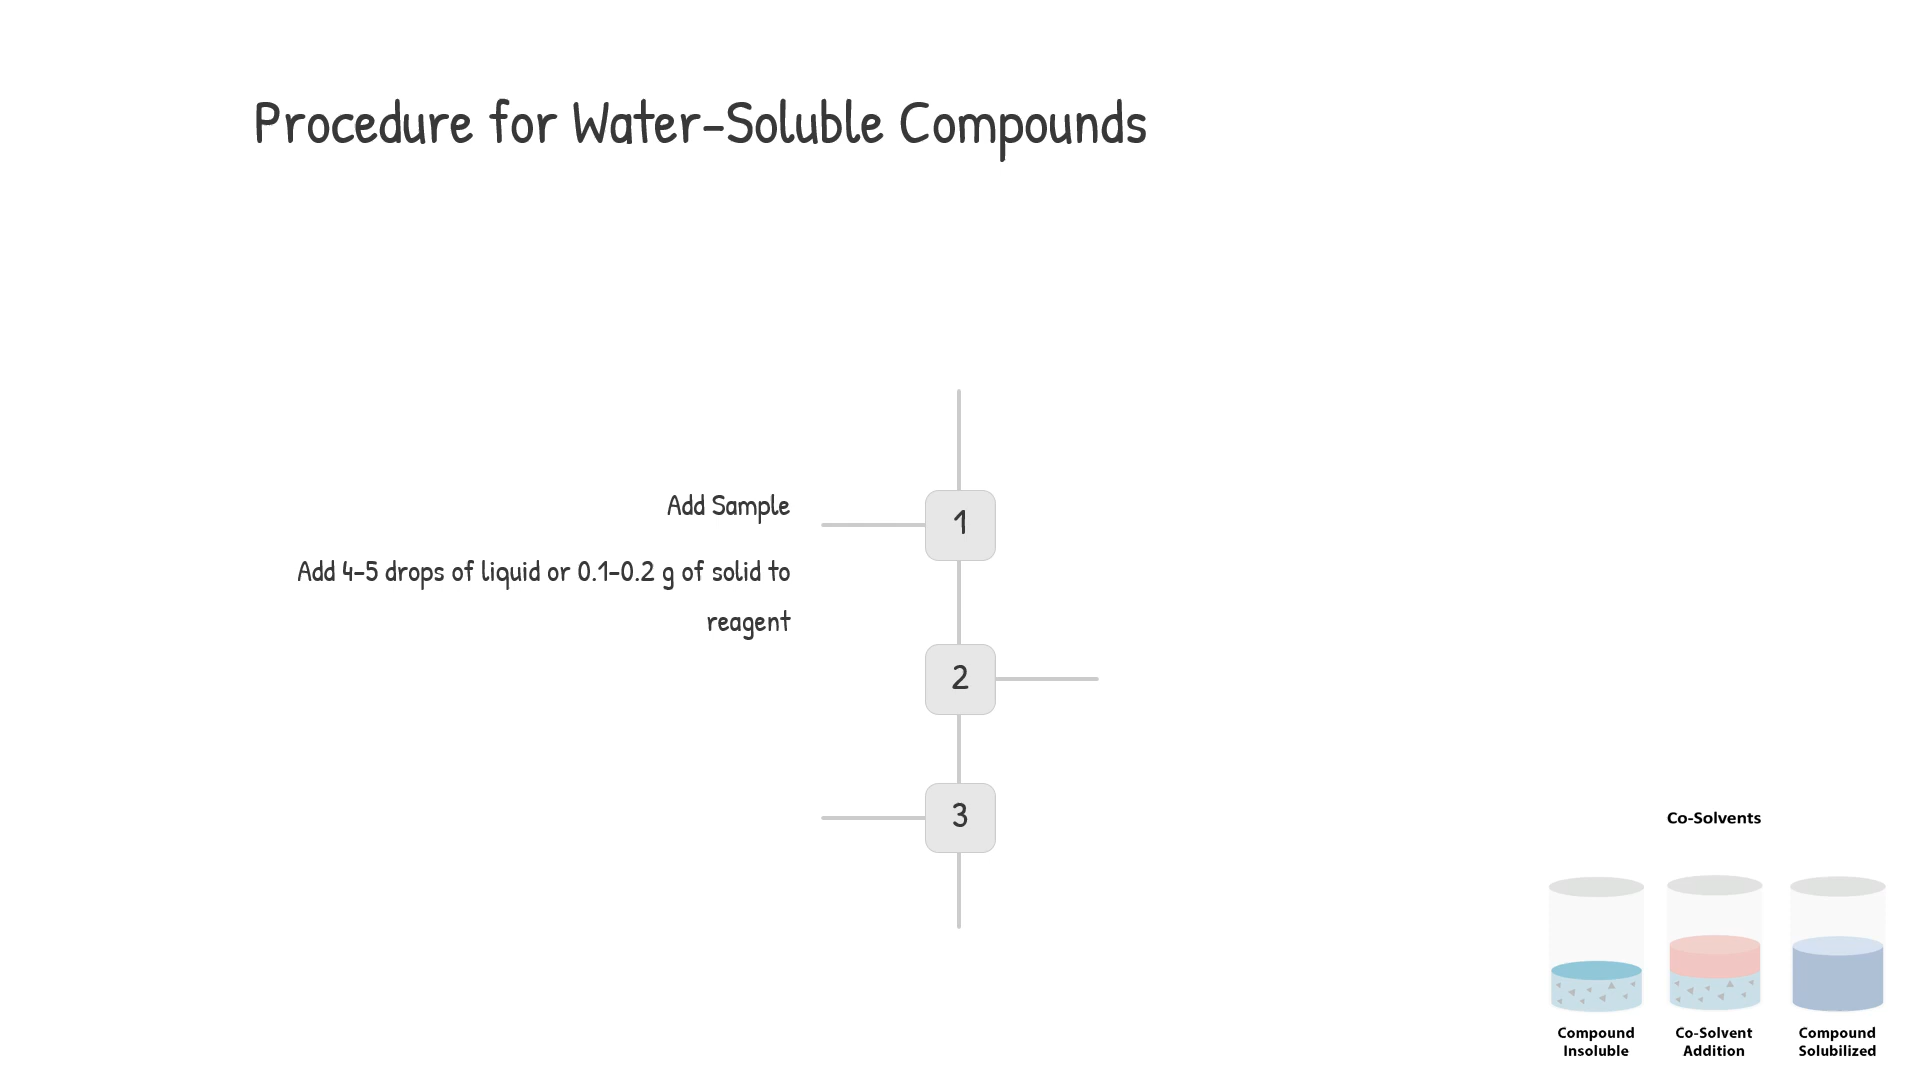 Procedure for Water-Soluble Compounds
Add Sample
1
Add 4-5 drops of liquid or 0.1-0.2 g of solid to
reagent
2
3
Co-Solvents
Compound
Insoluble
Co-Solvent
Addition
Compound
Solubilized